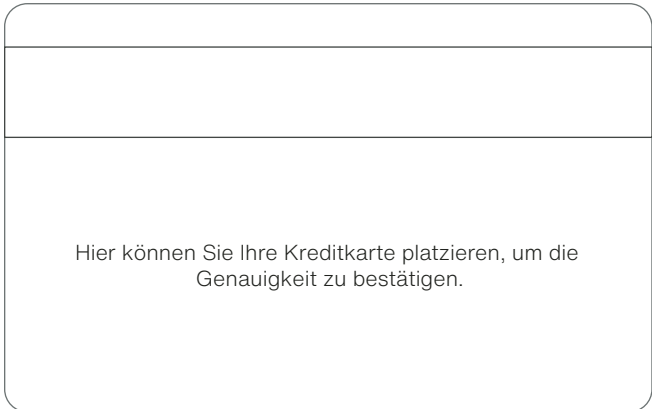 Hier können Sie Ihre Kreditkarte platzieren, um die
Genauigkeit zu bestätigen.